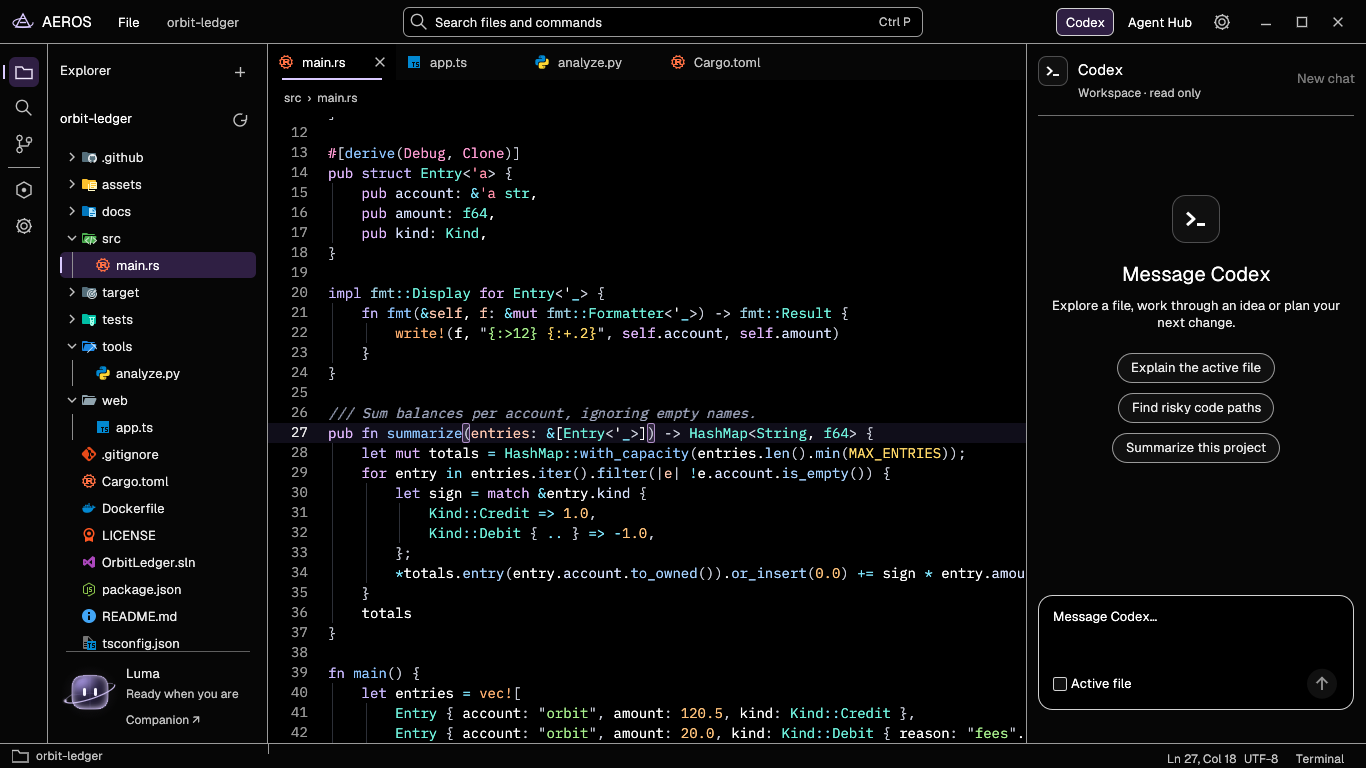 AEROS File orbit-ledger Search files and commands Ctrl P Codex Agent Hub
Explorer
orbit-ledger
.github
assets
docs
src
main.rs
target
tests
tools
analyze.py
web
app.ts
.gitignore
Cargo.toml
Dockerfile
LICENSE
OrbitLedger.sln
package.json
README.md
tsconfig.json
Luma
Ready when you are
Companion ↗
main.rs app.ts analyze.py Cargo.toml
src › main.rs
12
13 #[derive(Debug, Clone)]
14 pub struct Entry<'a> {
15     pub account: &'a str,
16     pub amount: f64,
17     pub kind: Kind,
18 }
19
20 impl fmt::Display for Entry<'_> {
21     fn fmt(&self, f: &mut fmt::Formatter<'_>) -> fmt::Result {
22         write!(f, "{:>12} {:+.2}", self.account, self.amount)
23     }
24 }
25
26 /// Sum balances per account, ignoring empty names.
27 pub fn summarize(entries: &[Entry<'_>]) -> HashMap<String, f64> {
28     let mut totals = HashMap::with_capacity(entries.len().min(MAX_ENTRIES));
29     for entry in entries.iter().filter(|e| !e.account.is_empty()) {
30         let sign = match &entry.kind {
31             Kind::Credit => 1.0,
32             Kind::Debit { .. } => -1.0,
33         };
34         *totals.entry(entry.account.to_owned()).or_insert(0.0) += sign * entry.amou
35     }
36     totals
37 }
38
39 fn main() {
40     let entries = vec![
41         Entry { account: "orbit", amount: 120.5, kind: Kind::Credit },
42         Entry { account: "orbit", amount: 20.0, kind: Kind::Debit { reason: "fees".
Codex
Workspace · read only
New chat
Message Codex
Explore a file, work through an idea or plan your
next change.
Explain the active file
Find risky code paths
Summarize this project
Message Codex…
Active file
orbit-ledger Ln 27, Col 18 UTF-8 Terminal